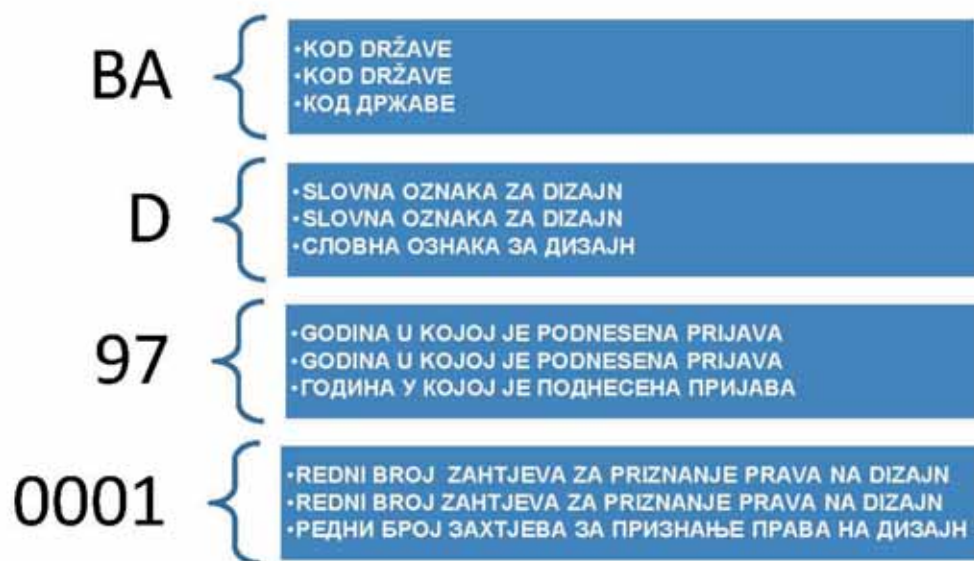 BA
•KOD DRŽAVE
•KOD DRŽAVE
•КОД ДРЖАВЕ
D
•SLOVNA OZNAKA ZA DIZAJN
•SLOVNA OZNAKA ZA DIZAJN
•СЛОВНА ОЗНАКА ЗА ДИЗАЈН
97
•GODINA U KOJOJ JE PODNESENA PRIJAVA
•GODINA U KOJOJ JE PODNESENA PRIJAVA
•ГОДИНА У КОЈОЈ ЈЕ ПОДНЕСЕНА ПРИЈАВА
0001
•REDNI BROJ ZAHTJEVA ZA PRIZNANJE PRAVA NA DIZAJN
•REDNI BROJ ZAHTJEVA ZA PRIZNANJE PRAVA NA DIZAJN
•РЕДНИ БРОЈ ЗАХТЈЕВА ЗА ПРИЗНАЊЕ ПРАВА НА ДИЗАЈН